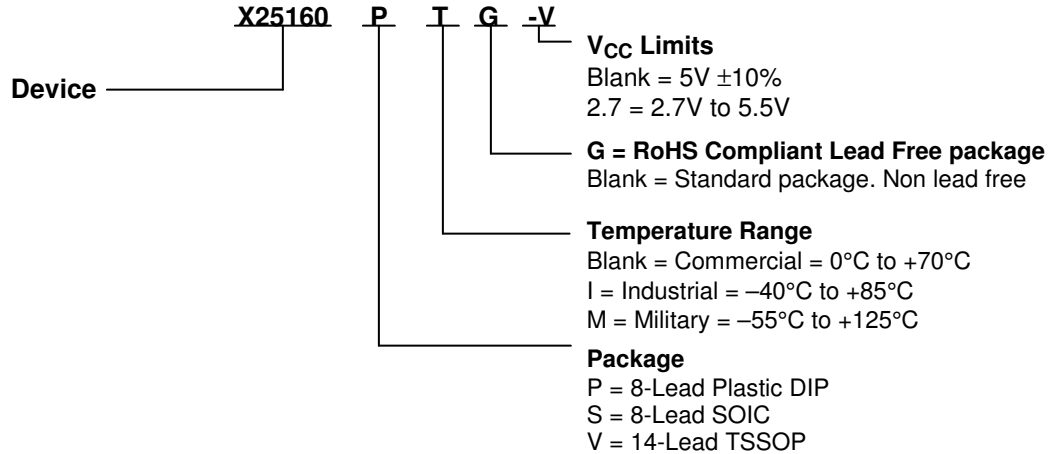 X25160 P T G -V
Device
VCC Limits
Blank = 5V ±10%
2.7 = 2.7V to 5.5V
G = RoHS Compliant Lead Free package
Blank = Standard package. Non lead free
Temperature Range
Blank = Commercial = 0°C to +70°C
I = Industrial = –40°C to +85°C
M = Military = –55°C to +125°C
Package
P = 8-Lead Plastic DIP
S = 8-Lead SOIC
V = 14-Lead TSSOP